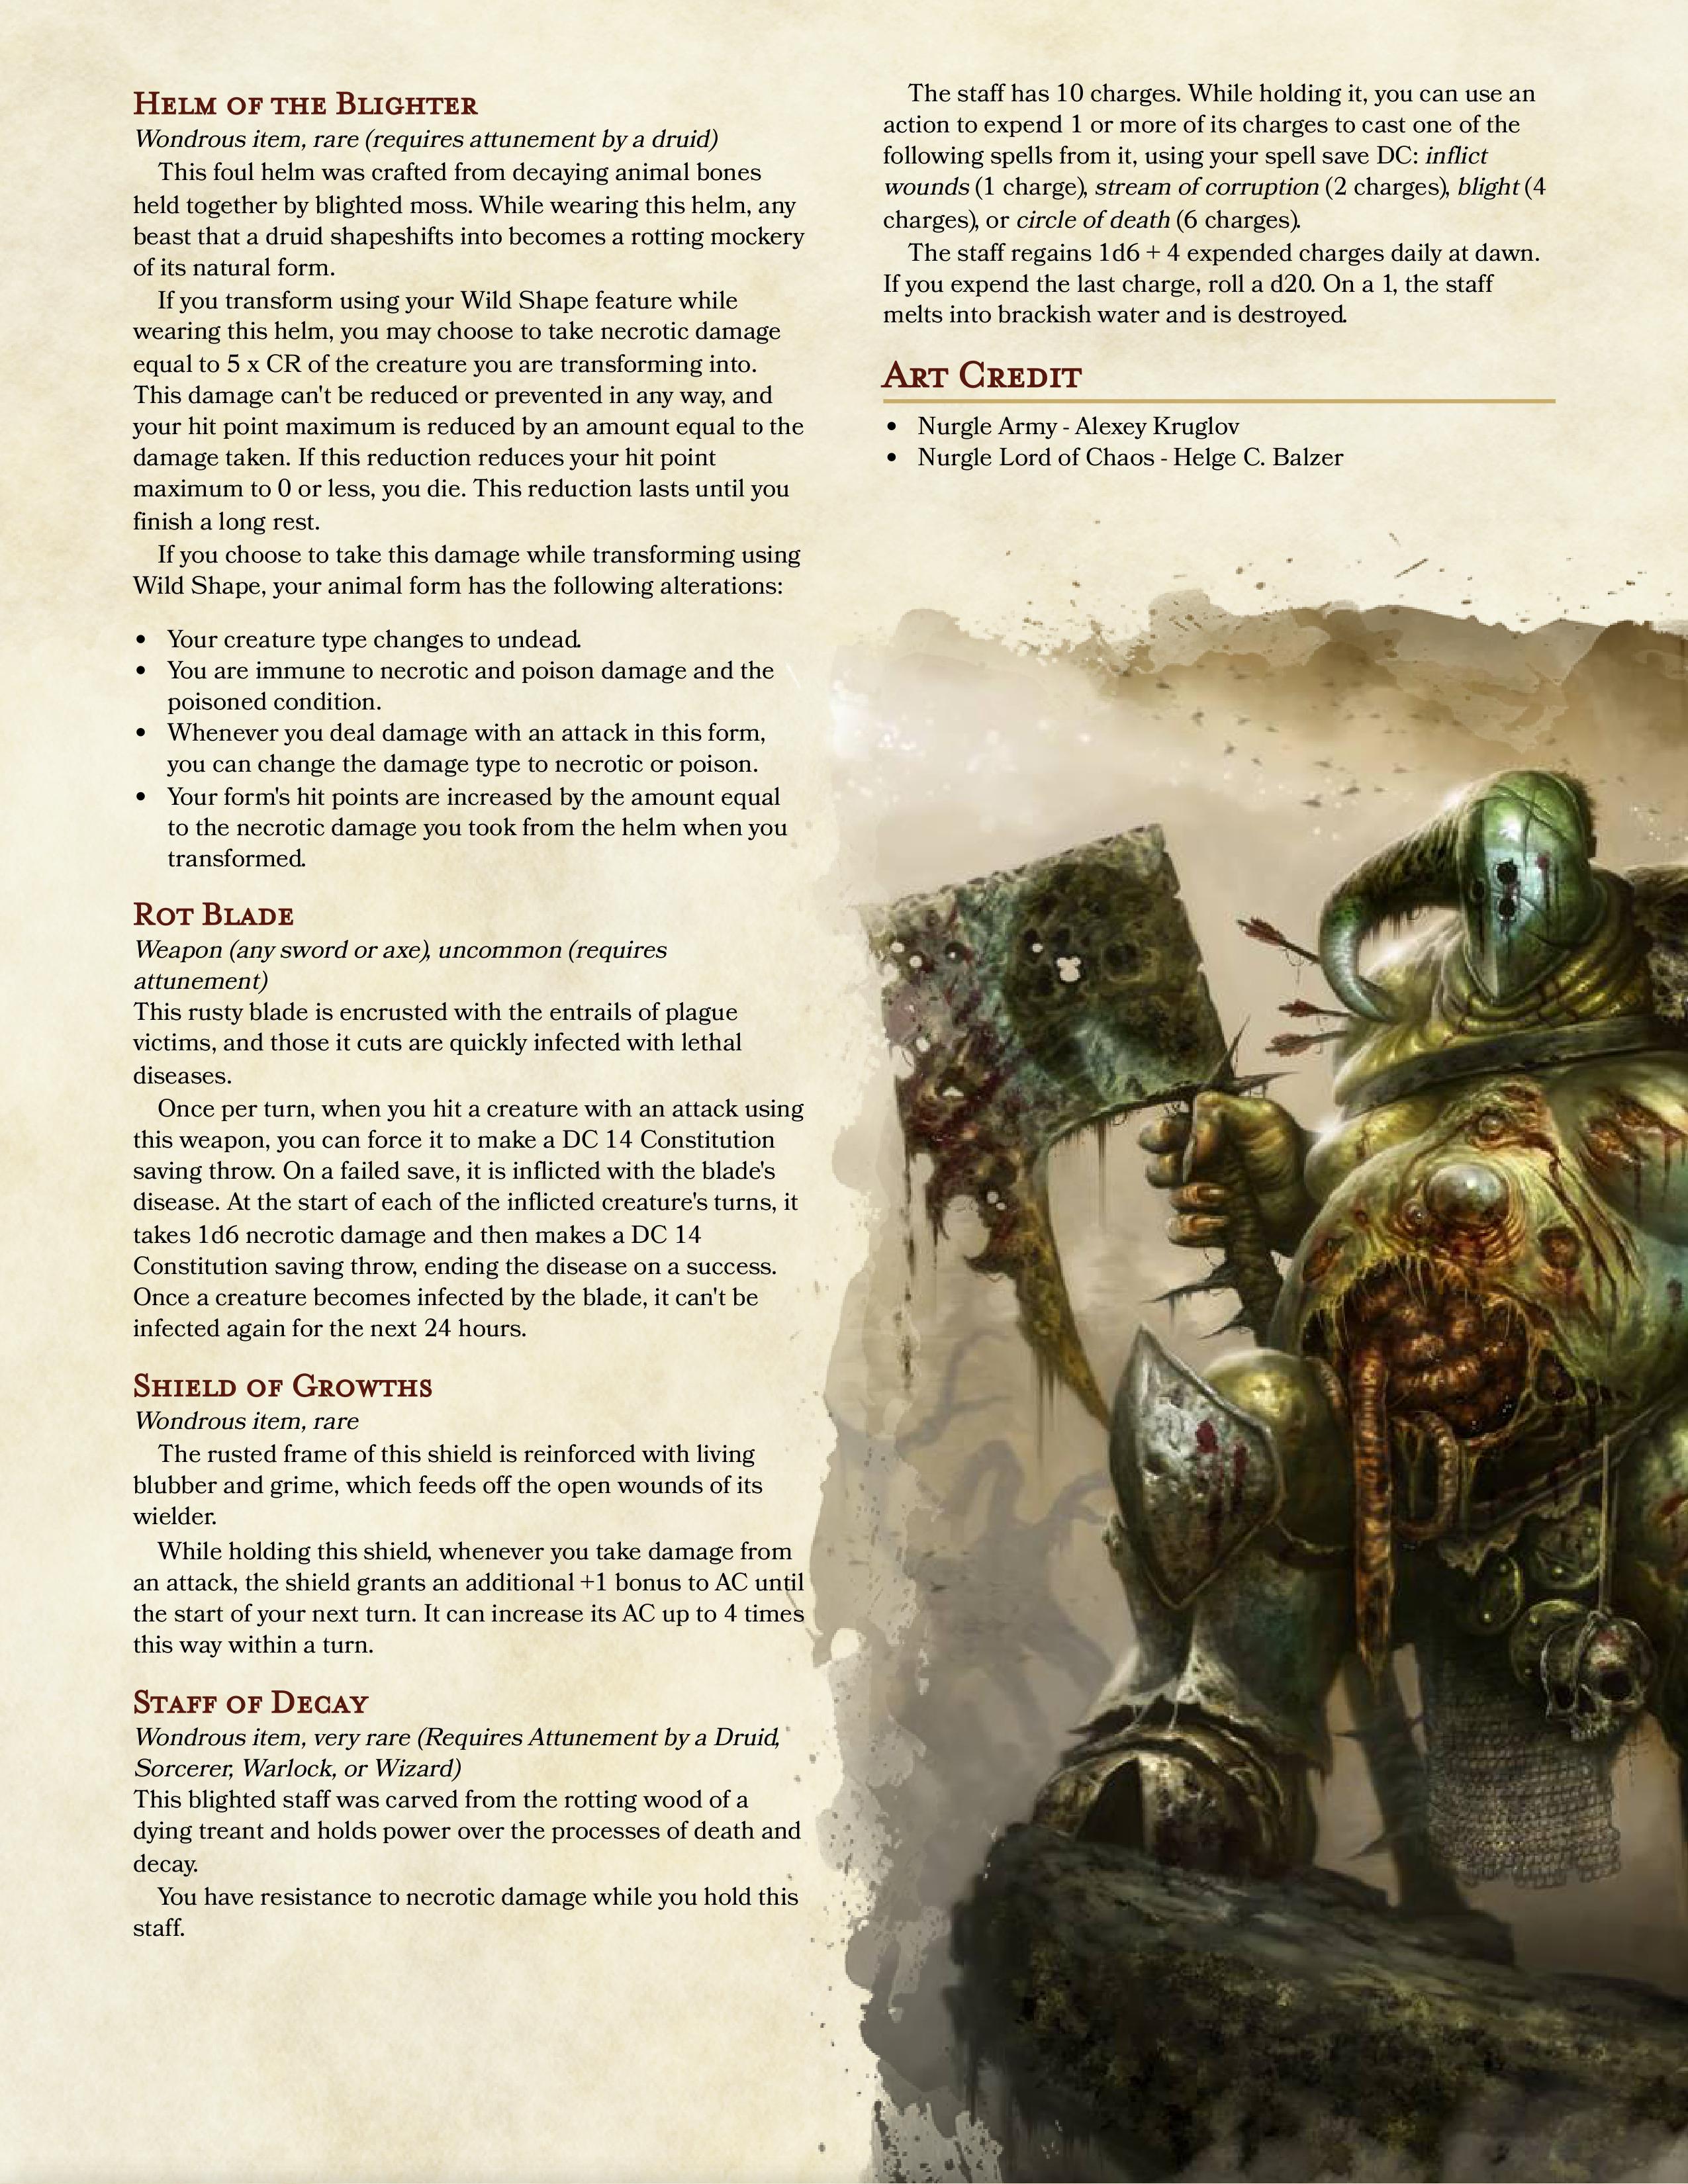 Helm of the Blighter
Wondrous item, rare (requires attunement by a druid)
This foul helm was crafted from decaying animal bones
held together by blighted moss. While wearing this helm, any
beast that a druid shapeshifts into becomes a rotting mockery
of its natural form.
If you transform using your Wild Shape feature while
wearing this helm, you may choose to take necrotic damage
equal to 5 x CR of the creature you are transforming into.
This damage can't be reduced or prevented in any way, and
your hit point maximum is reduced by an amount equal to the
damage taken. If this reduction reduces your hit point
maximum to 0 or less, you die. This reduction lasts until you
finish a long rest.
If you choose to take this damage while transforming using
Wild Shape, your animal form has the following alterations:
• Your creature type changes to undead.
• You are immune to necrotic and poison damage and the
poisoned condition.
• Whenever you deal damage with an attack in this form,
you can change the damage type to necrotic or poison.
• Your form's hit points are increased by the amount equal
to the necrotic damage you took from the helm when you
transformed.
Rot Blade
Weapon (any sword or axe), uncommon (requires
attunement)
This rusty blade is encrusted with the entrails of plague
victims, and those it cuts are quickly infected with lethal
diseases.
Once per turn, when you hit a creature with an attack using
this weapon, you can force it to make a DC 14 Constitution
saving throw. On a failed save, it is inflicted with the blade's
disease. At the start of each of the inflicted creature's turns, it
takes 1d6 necrotic damage and then makes a DC 14
Constitution saving throw, ending the disease on a success.
Once a creature becomes infected by the blade, it can't be
infected again for the next 24 hours.
Shield of Growths
Wondrous item, rare
The rusted frame of this shield is reinforced with living
blubber and grime, which feeds off the open wounds of its
wielder.
While holding this shield, whenever you take damage from
an attack, the shield grants an additional +1 bonus to AC until
the start of your next turn. It can increase its AC up to 4 times
this way within a turn.
Staff of Decay
Wondrous item, very rare (Requires Attunement by a Druid,
Sorcerer, Warlock, or Wizard)
This blighted staff was carved from the rotting wood of a
dying treant and holds power over the processes of death and
decay.
You have resistance to necrotic damage while you hold this
staff.
The staff has 10 charges. While holding it, you can use an
action to expend 1 or more of its charges to cast one of the
following spells from it, using your spell save DC: inflict
wounds (1 charge), stream of corruption (2 charges), blight (4
charges), or circle of death (6 charges).
The staff regains 1d6 + 4 expended charges daily at dawn.
If you expend the last charge, roll a d20. On a 1, the staff
melts into brackish water and is destroyed.
Art Credit
• Nurgle Army - Alexey Kruglov
• Nurgle Lord of Chaos - Helge C. Balzer